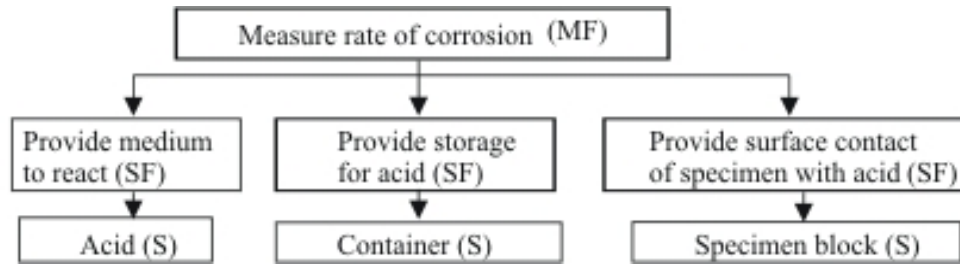 Measure rate of corrosion (MF)
Provide medium
to react (SF)
Provide storage
for acid (SF)
Provide surface contact
of specimen with acid (SF)
Acid (S)
Container (S)
Specimen block (S)